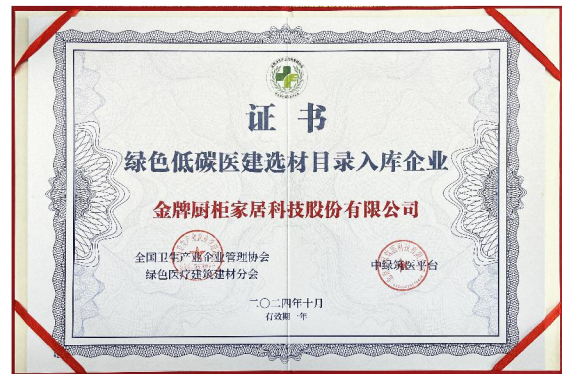 证书
绿色低碳医建选材目录入库企业
金牌厨柜家居科技股份有限公司
全国卫生产业企业管理协会
绿色医疗建筑建材分会
中绿筑医平台
二〇二四年十月
有效期一年